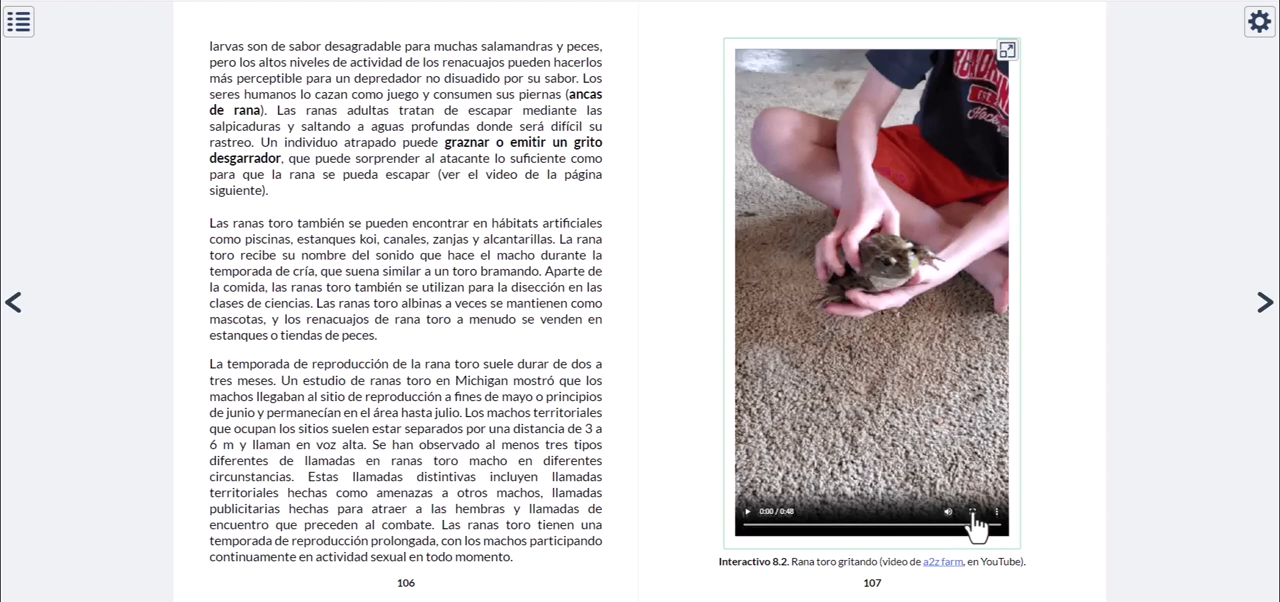 larvas son de sabor desagradable para muchas salamandras y peces,
pero los altos niveles de actividad de los renacuajos pueden hacerlos
más perceptible para un depredador no disuadido por su sabor. Los
seres humanos lo cazan como juego y consumen sus piernas (ancas
de rana). Las ranas adultas tratan de escapar mediante las
salpicaduras y saltando a aguas profundas donde será difícil su
rastreo. Un individuo atrapado puede graznar o emitir un grito
desgarrador, que puede sorprender al atacante lo suficiente como
para que la rana se pueda escapar (ver el video de la página
siguiente).
Las ranas toro también se pueden encontrar en hábitats artificiales
como piscinas, estanques koi, canales, zanjas y alcantarillas. La rana
toro recibe su nombre del sonido que hace el macho durante la
temporada de cría, que suena similar a un toro bramando. Aparte de
la comida, las ranas toro también se utilizan para la disección en las
clases de ciencias. Las ranas toro albinas a veces se mantienen como
mascotas, y los renacuajos de rana toro a menudo se venden en
estanques o tiendas de peces.
La temporada de reproducción de la rana toro suele durar de dos a
tres meses. Un estudio de ranas toro en Michigan mostró que los
machos llegaban al sitio de reproducción a fines de mayo o principios
de junio y permanecían en el área hasta julio. Los machos territoriales
que ocupan los sitios suelen estar separados por una distancia de 3 a
6 m y llaman en voz alta. Se han observado al menos tres tipos
diferentes de llamadas en ranas toro macho en diferentes
circunstancias. Estas llamadas distintivas incluyen llamadas
territoriales hechas como amenazas a otros machos, llamadas
publicitarias hechas para atraer a las hembras y llamadas de
encuentro que preceden al combate. Las ranas toro tienen una
temporada de reproducción prolongada, con los machos participando
continuamente en actividad sexual en todo momento.
106
0:00 / 0:48
Interactivo 8.2. Rana toro gritando (video de a2z farm, en YouTube).
107